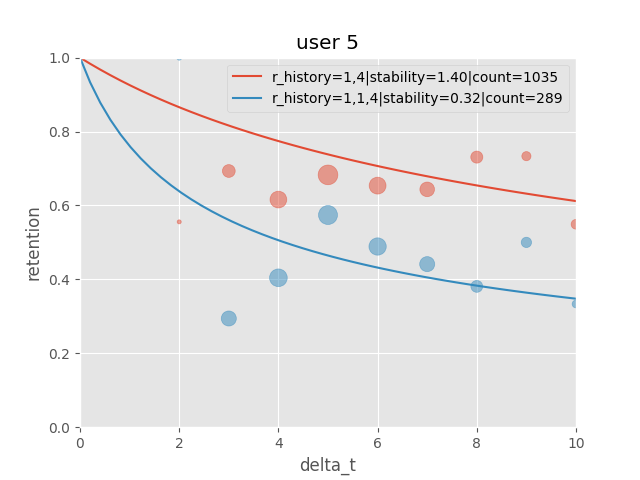 user 5
r_history=1,4|stability=1.40|count=1035
r_history=1,1,4|stability=0.32|count=289
retention
1.0
0.8
0.6
0.4
0.2
0.0
0 2 4 6 8 10
delta_t